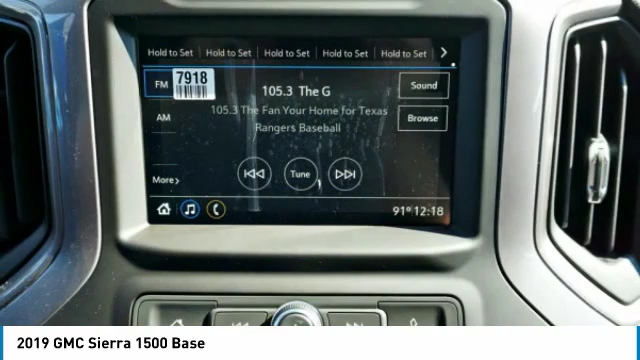 Hold to Set Hold to Set Hold to Set Hold to Set Hold to Set
FM
7918
105.3 The G
Sound
105.3 The Fan Your Home for Texas
Rangers Baseball
AM
Browse
Tune
More
91° 12:18
2019 GMC Sierra 1500 Base